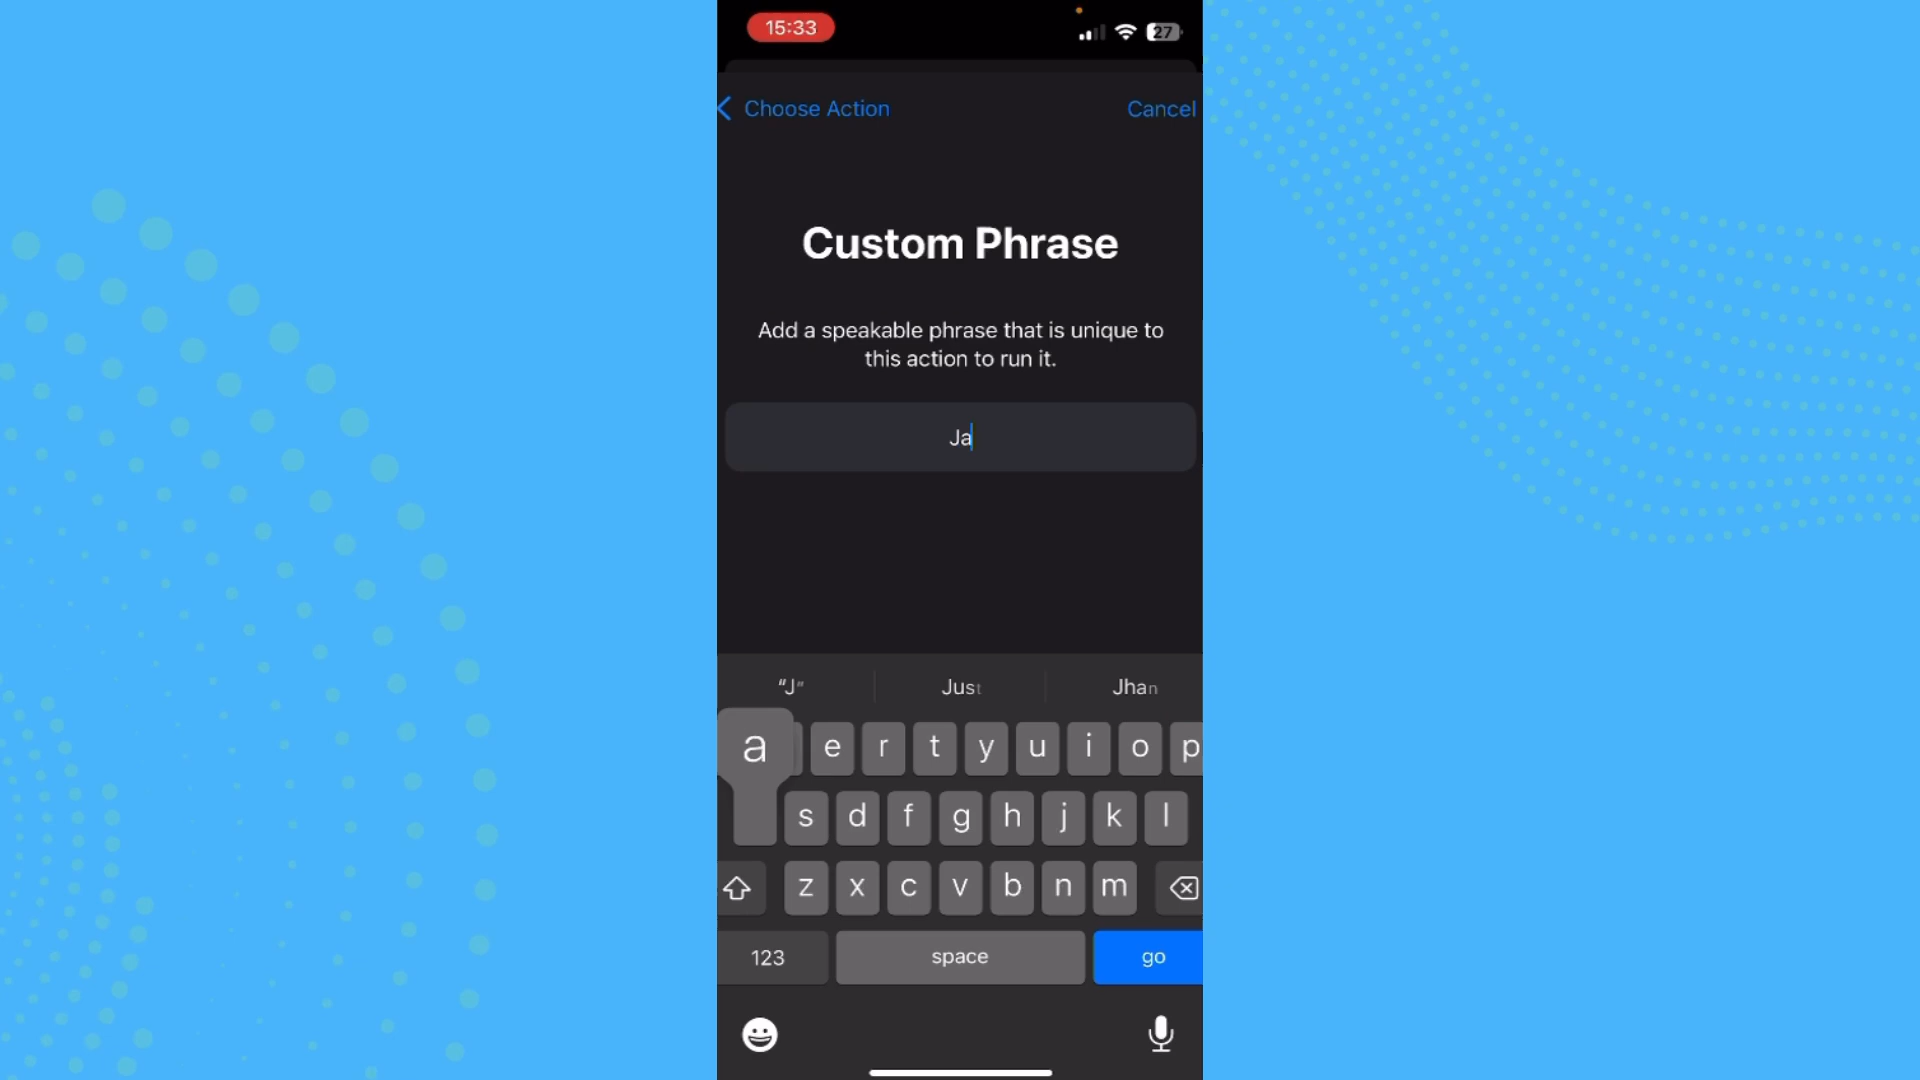 15:33
27
Choose Action
Cancel
Custom Phrase
Add a speakable phrase that is unique to
this action to run it.
Ja
“J”
Just
Jhan
a e r t y u i o p
s d f g h j k l
z x c v b n m
123 space go